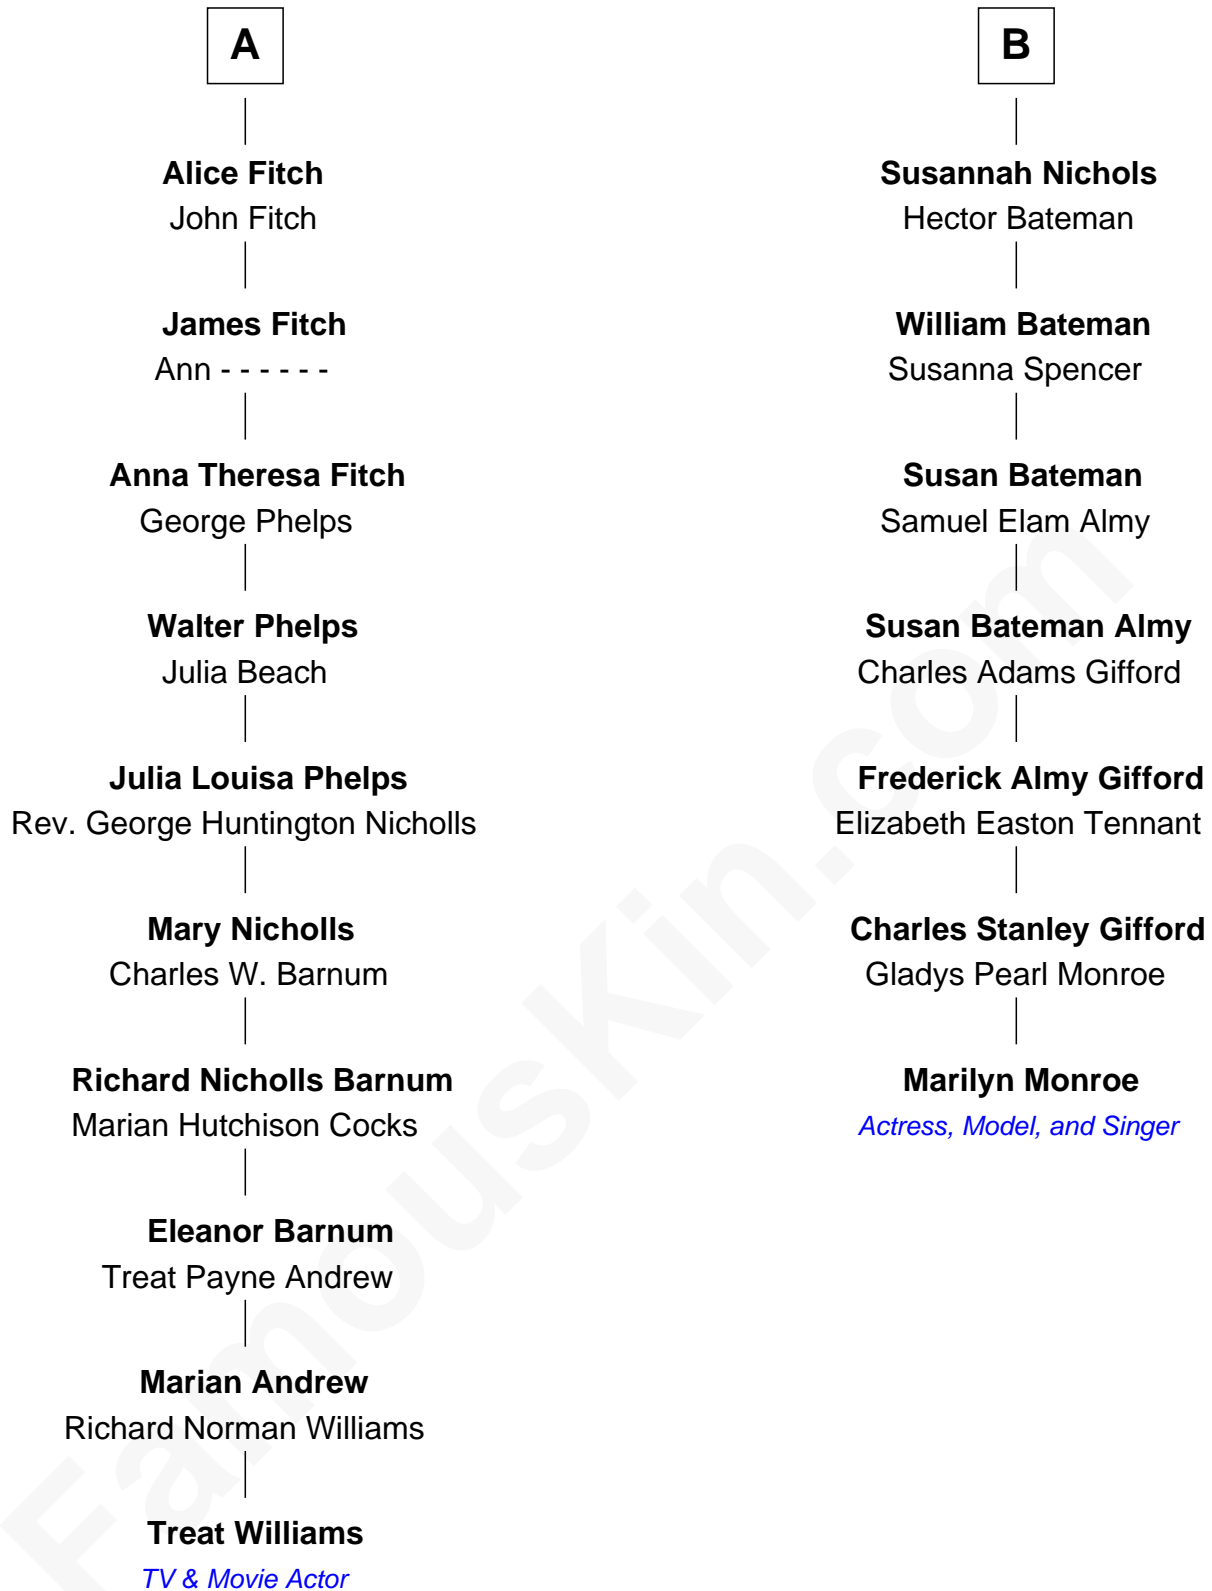 A
Alice Fitch
John Fitch
James Fitch
Ann - - - - - -
Anna Theresa Fitch
George Phelps
Walter Phelps
Julia Beach
Julia Louisa Phelps
Rev. George Huntington Nicholls
Mary Nicholls
Charles W. Barnum
Richard Nicholls Barnum
Marian Hutchison Cocks
Eleanor Barnum
Treat Payne Andrew
Marian Andrew
Richard Norman Williams
Treat Williams
TV & Movie Actor
B
Susannah Nichols
Hector Bateman
William Bateman
Susanna Spencer
Susan Bateman
Samuel Elam Almy
Susan Bateman Almy
Charles Adams Gifford
Frederick Almy Gifford
Elizabeth Easton Tennant
Charles Stanley Gifford
Gladys Pearl Monroe
Marilyn Monroe
Actress, Model, and Singer
FamousKin.com